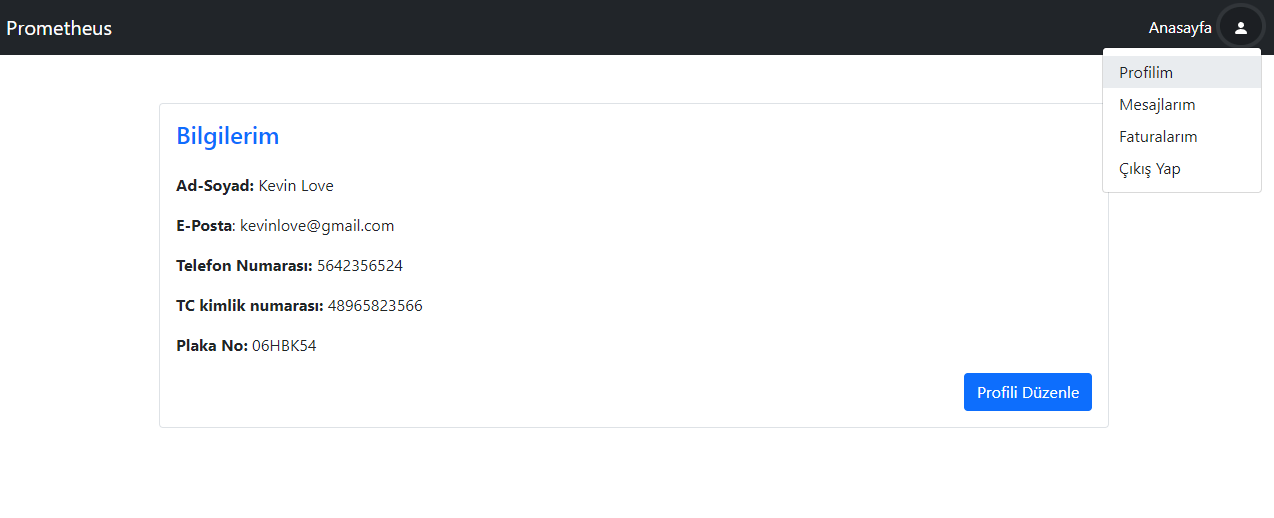 Prometheus
Anasayfa
Profilim
Mesajlarım
Faturalarım
Çıkış Yap
Bilgilerim
Ad-Soyad: Kevin Love
E-Posta: kevinlove@gmail.com
Telefon Numarası: 5642356524
TC kimlik numarası: 48965823566
Plaka No: 06HBK54
Profili Düzenle